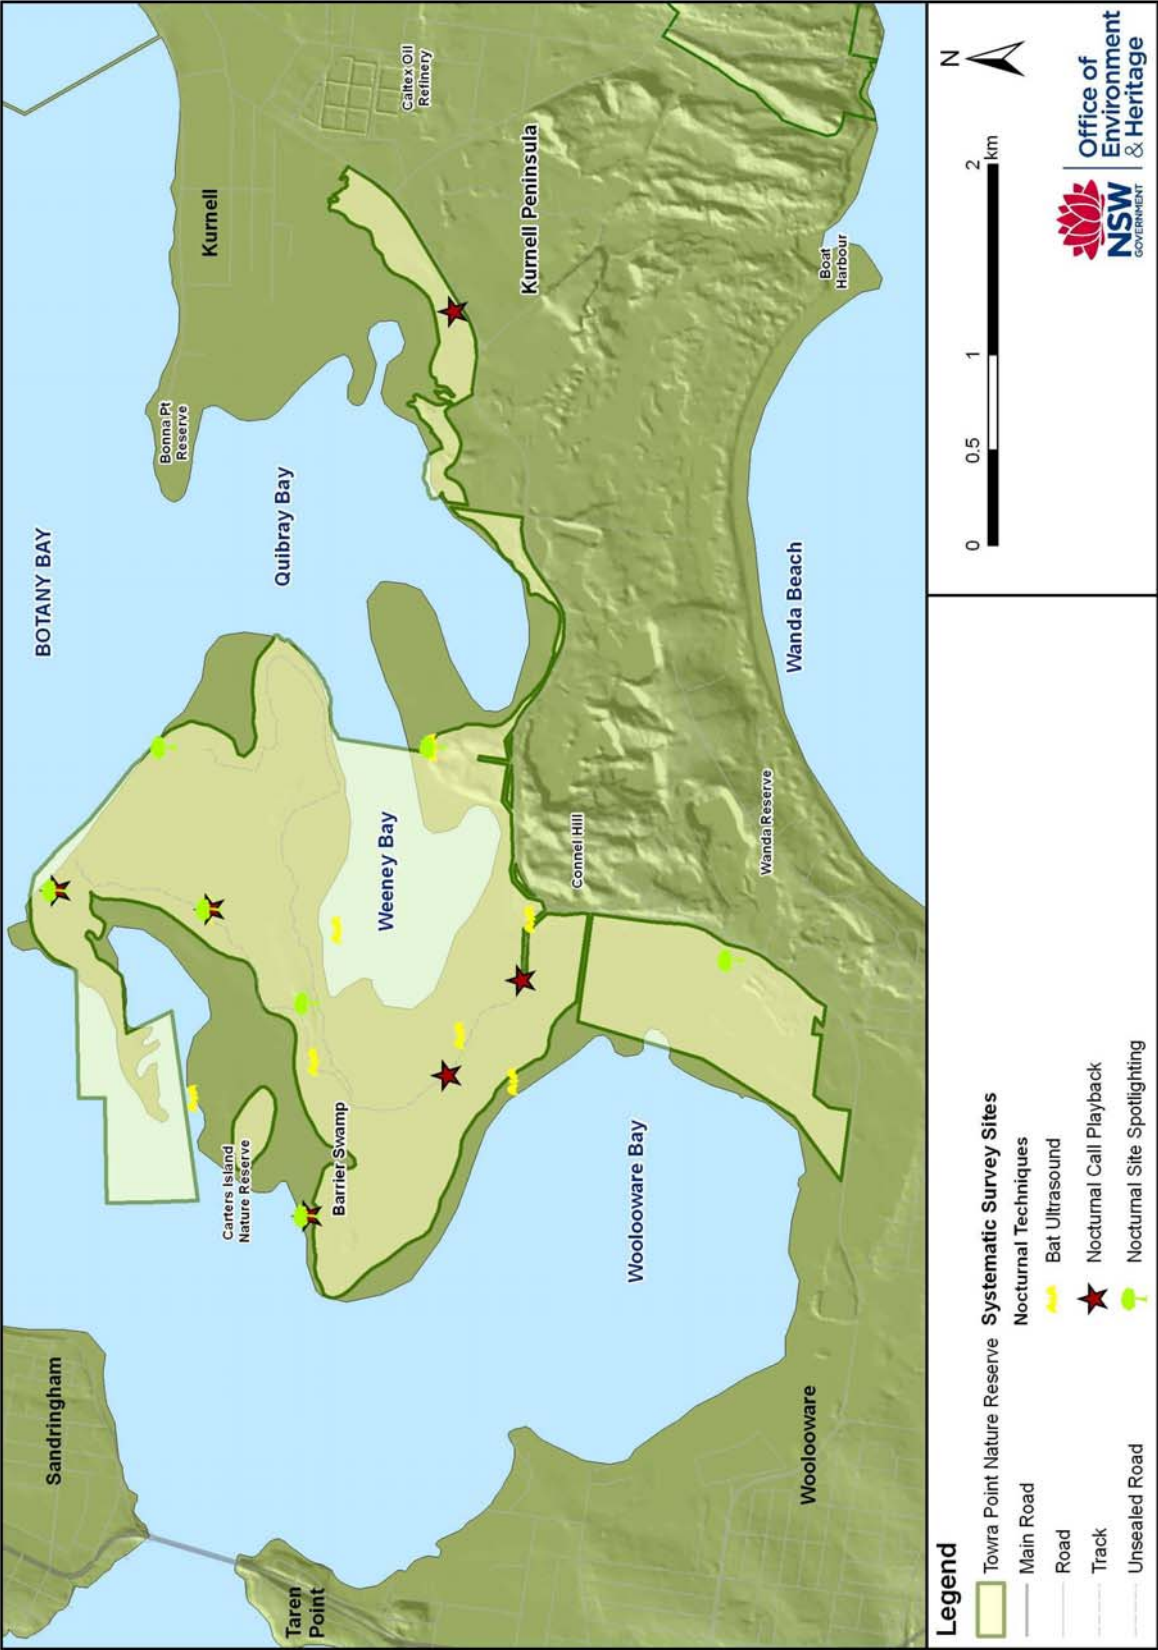 BOTANY BAY
Sandringham
Taren
Point
Carters Island
Nature Reserve
Barrier Swamp
Weeney Bay
Quibray Bay
Bonna Pt
Reserve
Kurnell
Caltex Oil
Refinery
Kurnell Peninsula
Connel Hill
Woolooware Bay
Woolooware
Wanda Reserve
Wanda Beach
Boat
Harbour
Legend
Towra Point Nature Reserve
Main Road
Road
Track
Unsealed Road
Systematic Survey Sites
Nocturnal Techniques
Bat Ultrasound
Nocturnal Call Playback
Nocturnal Site Spotlighting
0 0.5 1 2
km
N
NSW
GOVERNMENT
Office of
Environment
& Heritage